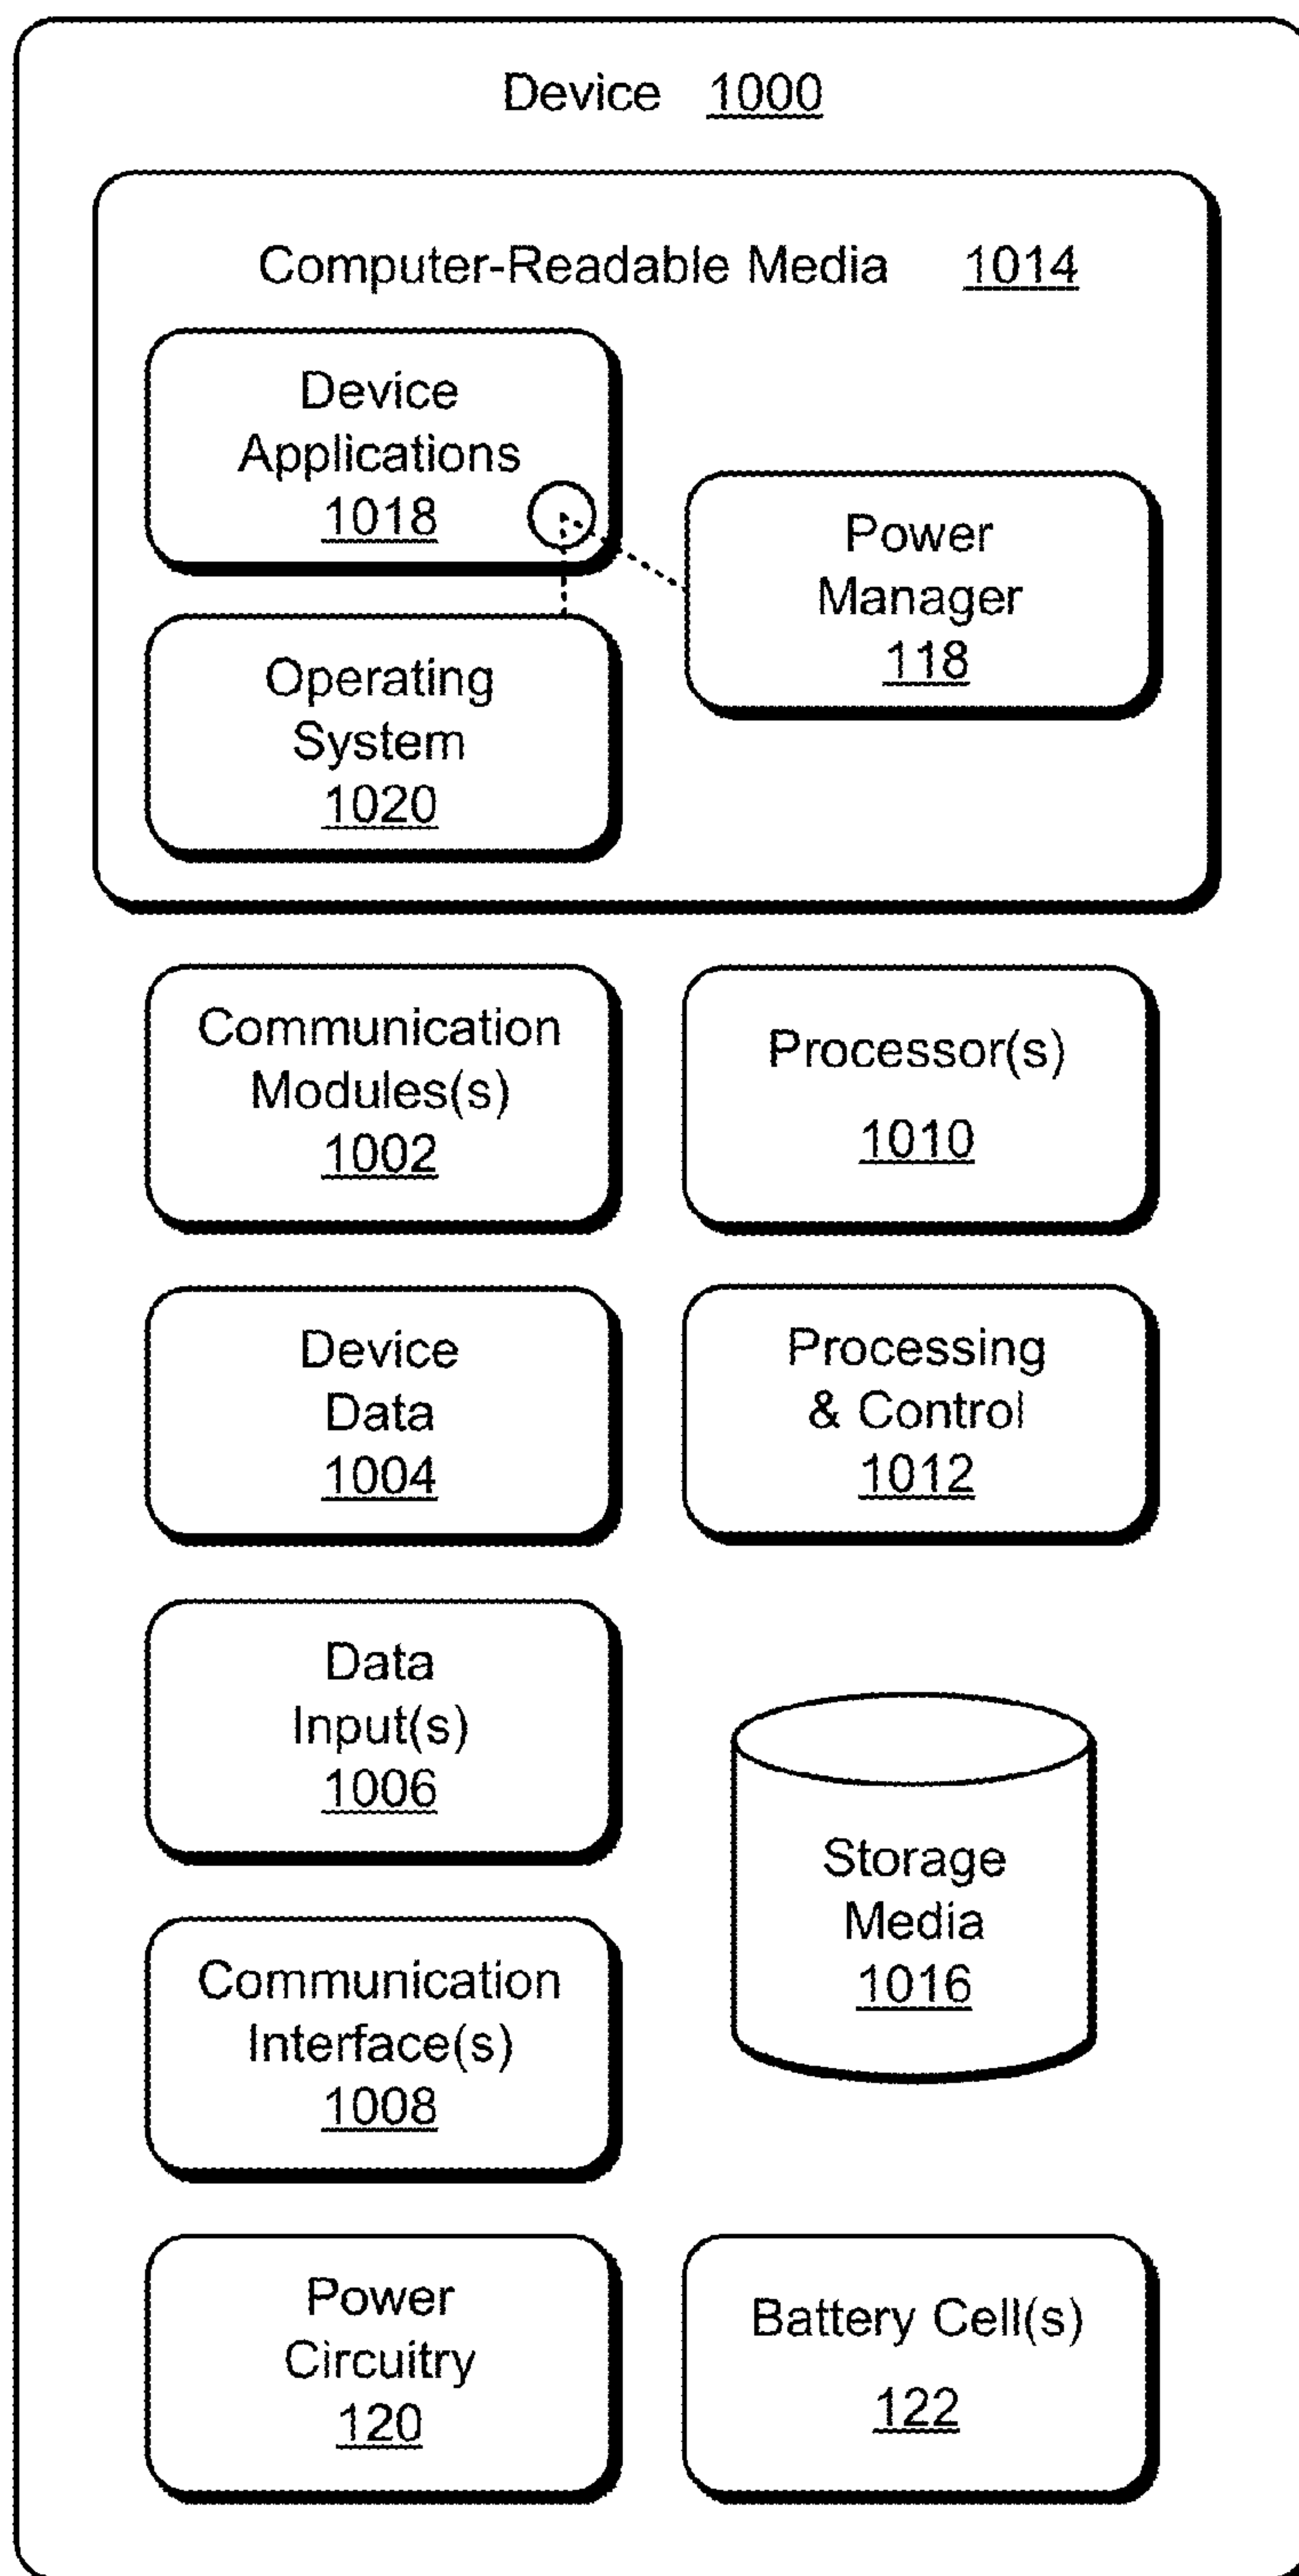 Device 1000
Computer-Readable Media 1014
Device
Applications
1018
Power
Manager
118
Operating
System
1020
Communication
Modules(s)
1002
Processor(s)
1010
Device
Data
1004
Processing
& Control
1012
Data
Input(s)
1006
Storage
Media
1016
Communication
Interface(s)
1008
Power
Circuitry
120
Battery Cell(s)
122